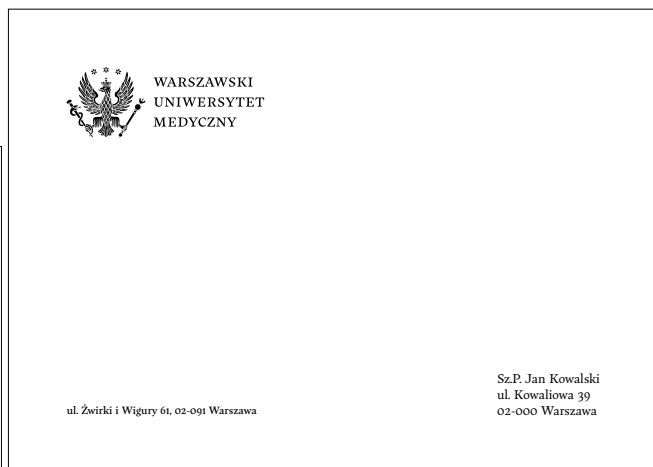 WARSZAWSKI
UNIWERSYTET
MEDYCZNY
Sz.P. Jan Kowalski
ul. Kowaliowa 39
02-000 Warszawa
ul. Żwirki i Wigury 61, 02-091 Warszawa